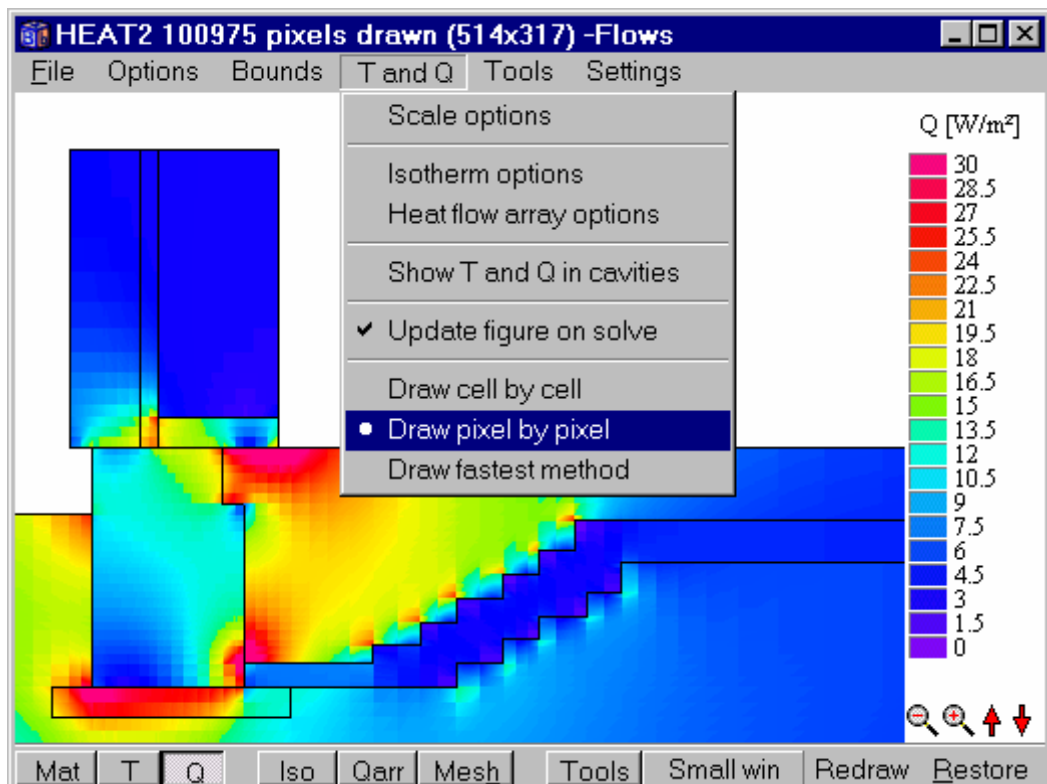 HEAT2 100975 pixels drawn (514x317) -Flows
File Options Bounds T and Q Tools Settings
Scale options
Isotherm options
Heat flow array options
Show T and Q in cavities
Update figure on solve
Draw cell by cell
Draw pixel by pixel
Draw fastest method
Q [W/m²]
30
28.5
27
25.5
24
22.5
21
19.5
18
16.5
15
13.5
12
10.5
9
7.5
6
4.5
3
1.5
0
Mat T Q Iso Qarr Mesh Tools Small win Redraw Restore